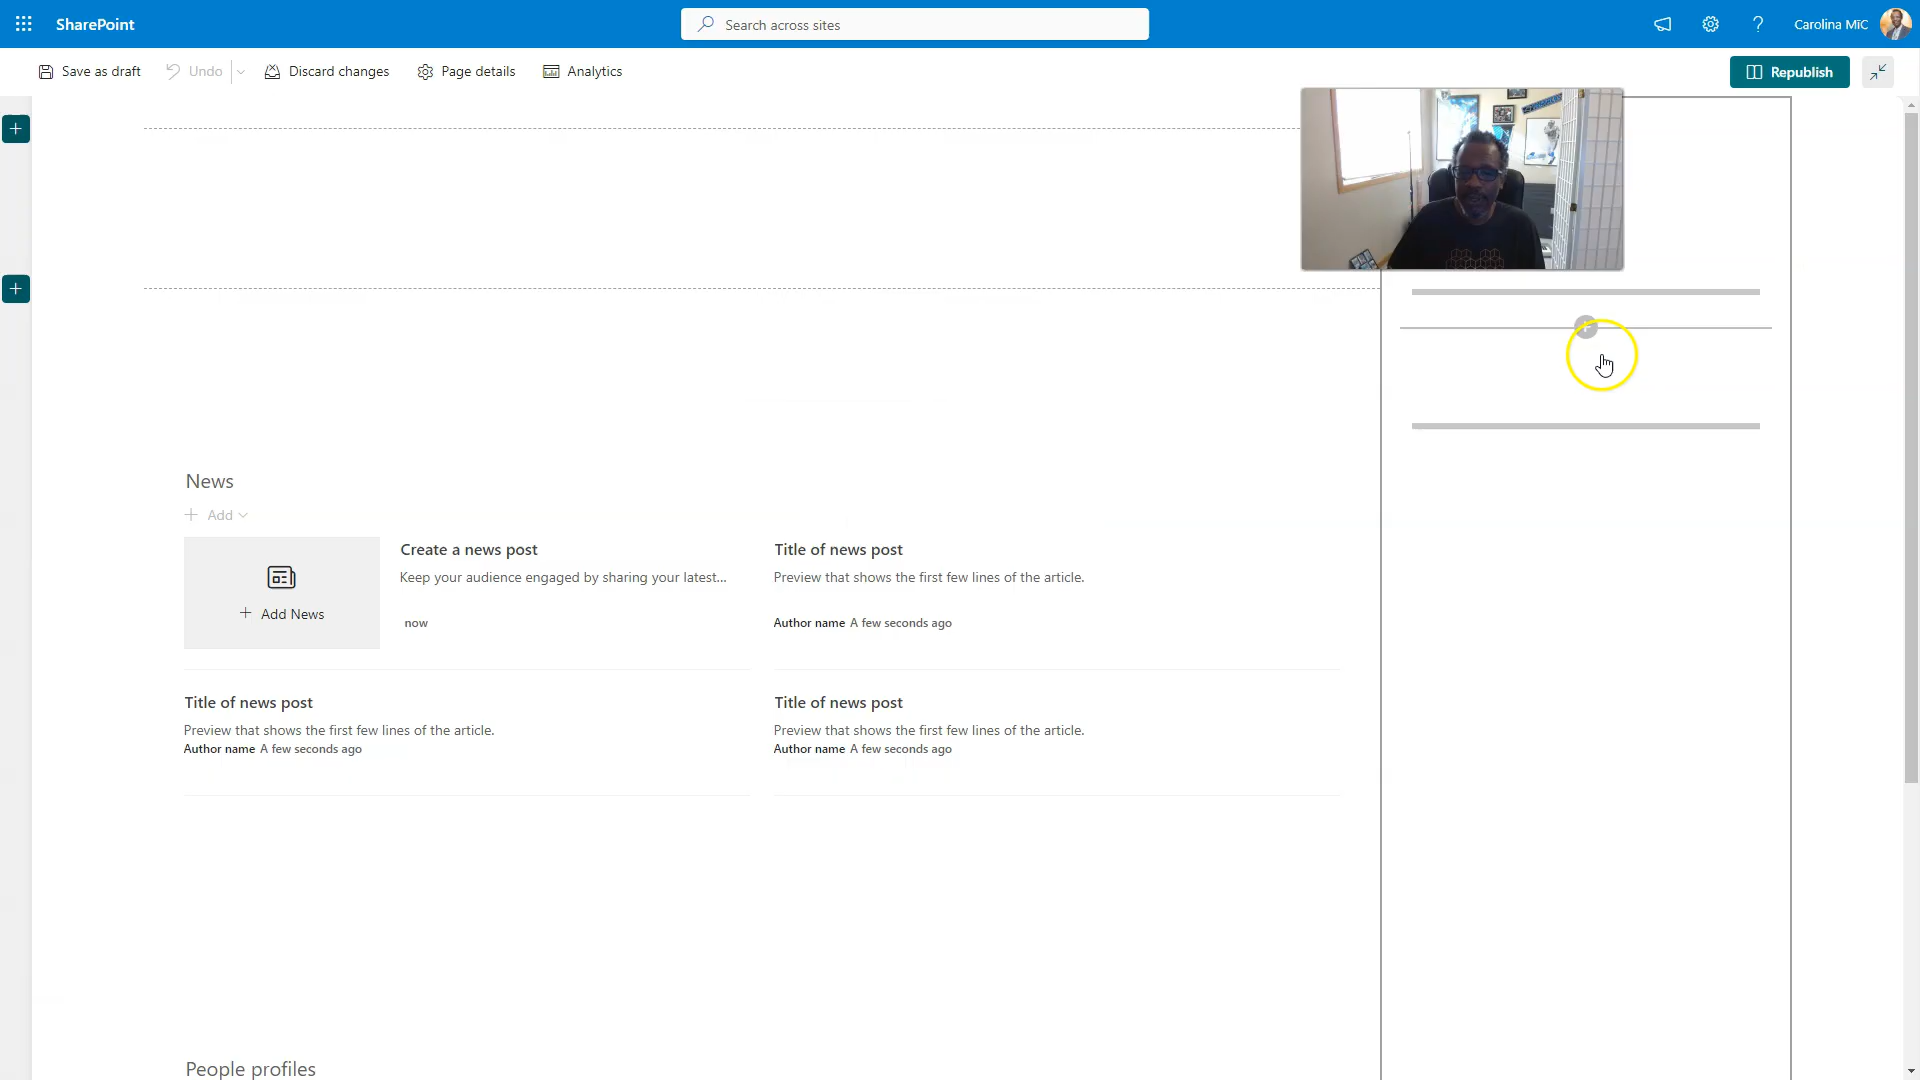 SharePoint
Search across sites
Carolina MiC
Save as draft
Undo
Discard changes
Page details
Analytics
Republish
News
Add
Add News
Create a news post
Keep your audience engaged by sharing your latest...
now
Title of news post
Preview that shows the first few lines of the article.
Author name A few seconds ago
Title of news post
Preview that shows the first few lines of the article.
Author name A few seconds ago
Title of news post
Preview that shows the first few lines of the article.
Author name A few seconds ago
People profiles